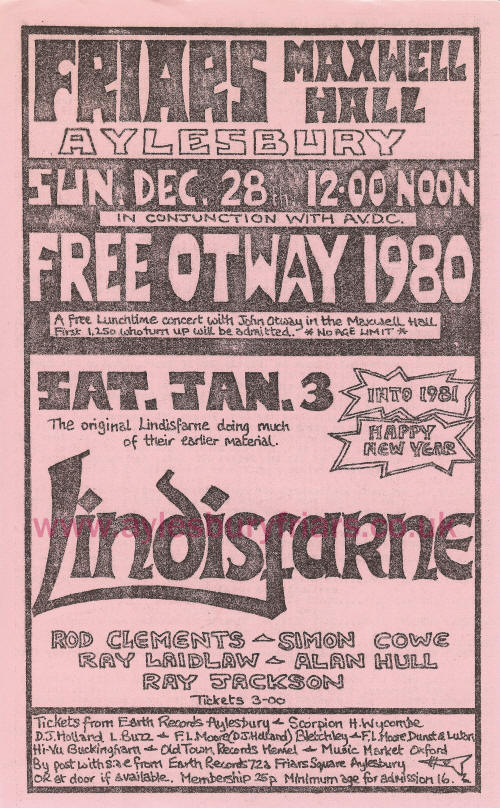 FRIARS MAXWELL HALL
AYLESBURY
SUN. DEC. 28th. 12.00 NOON
IN CONJUNCTION WITH A.V.D.C.
FREE OTWAY 1980
A free Lunchtime concert with John Otway in the Maxwell Hall
First 1,250 who turn up will be admitted. * NO AGE LIMIT *
SAT. JAN. 3
INTO 1981
HAPPY NEW YEAR
The original Lindisfarne doing much
of their earlier material.
Lindisfarne
www.aylesburyfriars.co.uk
ROD CLEMENTS - SIMON COWE
RAY LAIDLAW - ALAN HULL
RAY JACKSON
Tickets 3-00
Tickets from Earth Records Aylesbury - Scorpion H.Wycombe
D.J. Holland L. Buzz - F.L. Moore (D.J. Holland) Bletchley - F.L. Moore Dunst & Luton
Hi-Vu Buckingham - Old Town Records Hemel - Music Market Oxford
By post with S.a.e from Earth Records 72a Friars Square Aylesbury
OR at door if available. Membership 25p Minimum age for admission 16.